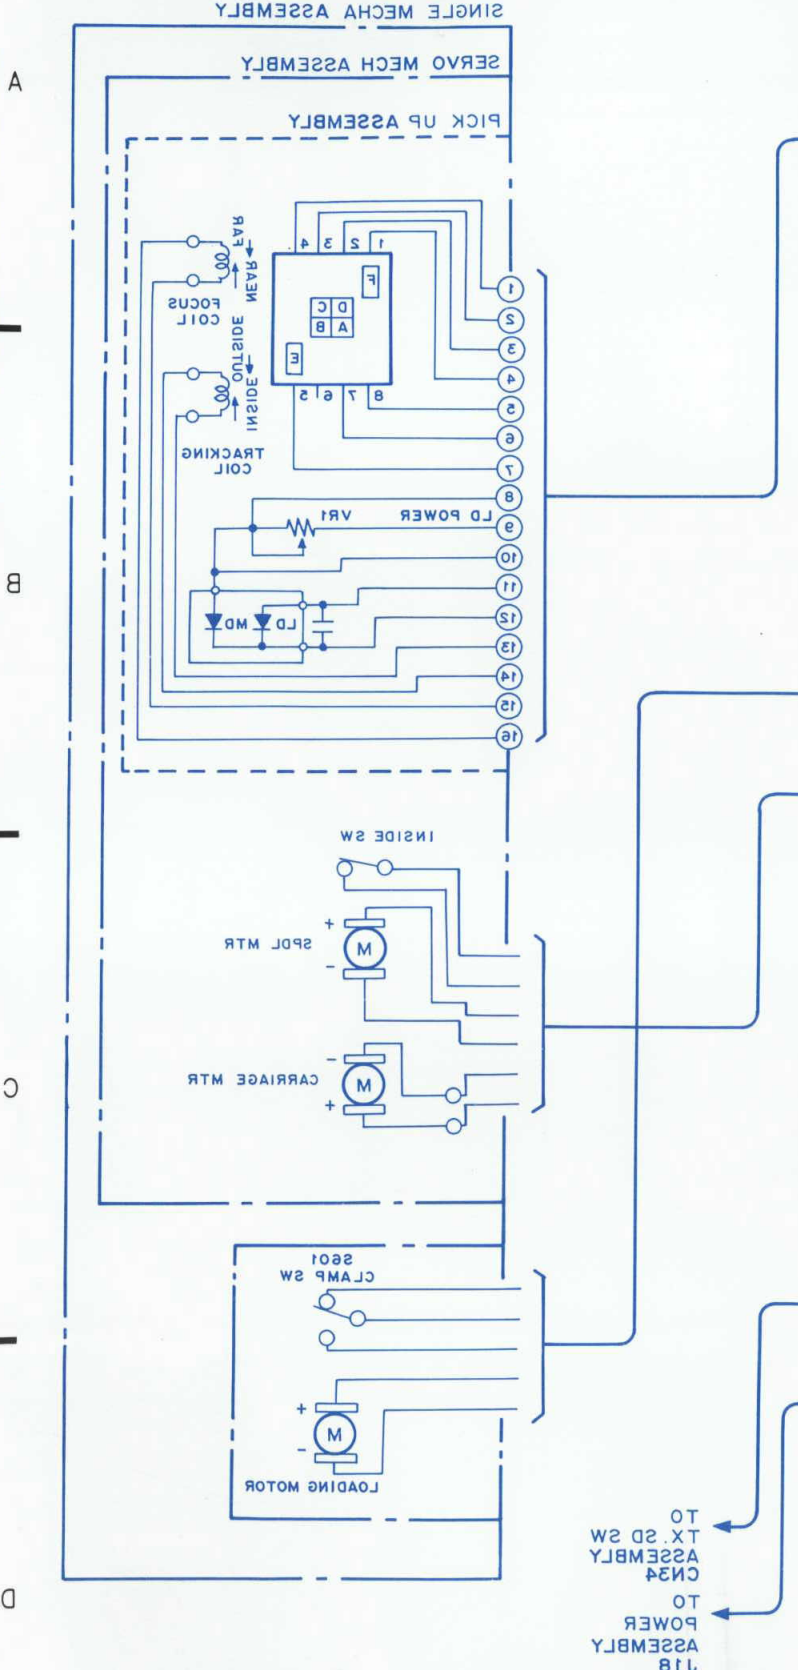 SINGLE MECHA ASSEMBLY
SERVO MECH ASSEMBLY
A
PICK UP ASSEMBLY
FAR
NEAR
FOCUS
COIL
4 3 2 1
F
D C
A B
E
5 6 7 8
OUTSIDE
INSIDE
TRACKING
COIL
1
2
3
4
5
6
7
8
LD POWER VR1
9
10
11
B
LD MD
12
13
14
15
16
INSIDE SW
+
SPDL MTR
M
-
-
CARRIAGE MTR
M
+
C
S601
CLAMP SW
+
M
-
LOADING MOTOR
TO
TX. SD SW
ASSEMBLY
CN34
D
TO
POWER
ASSEMBLY
J18